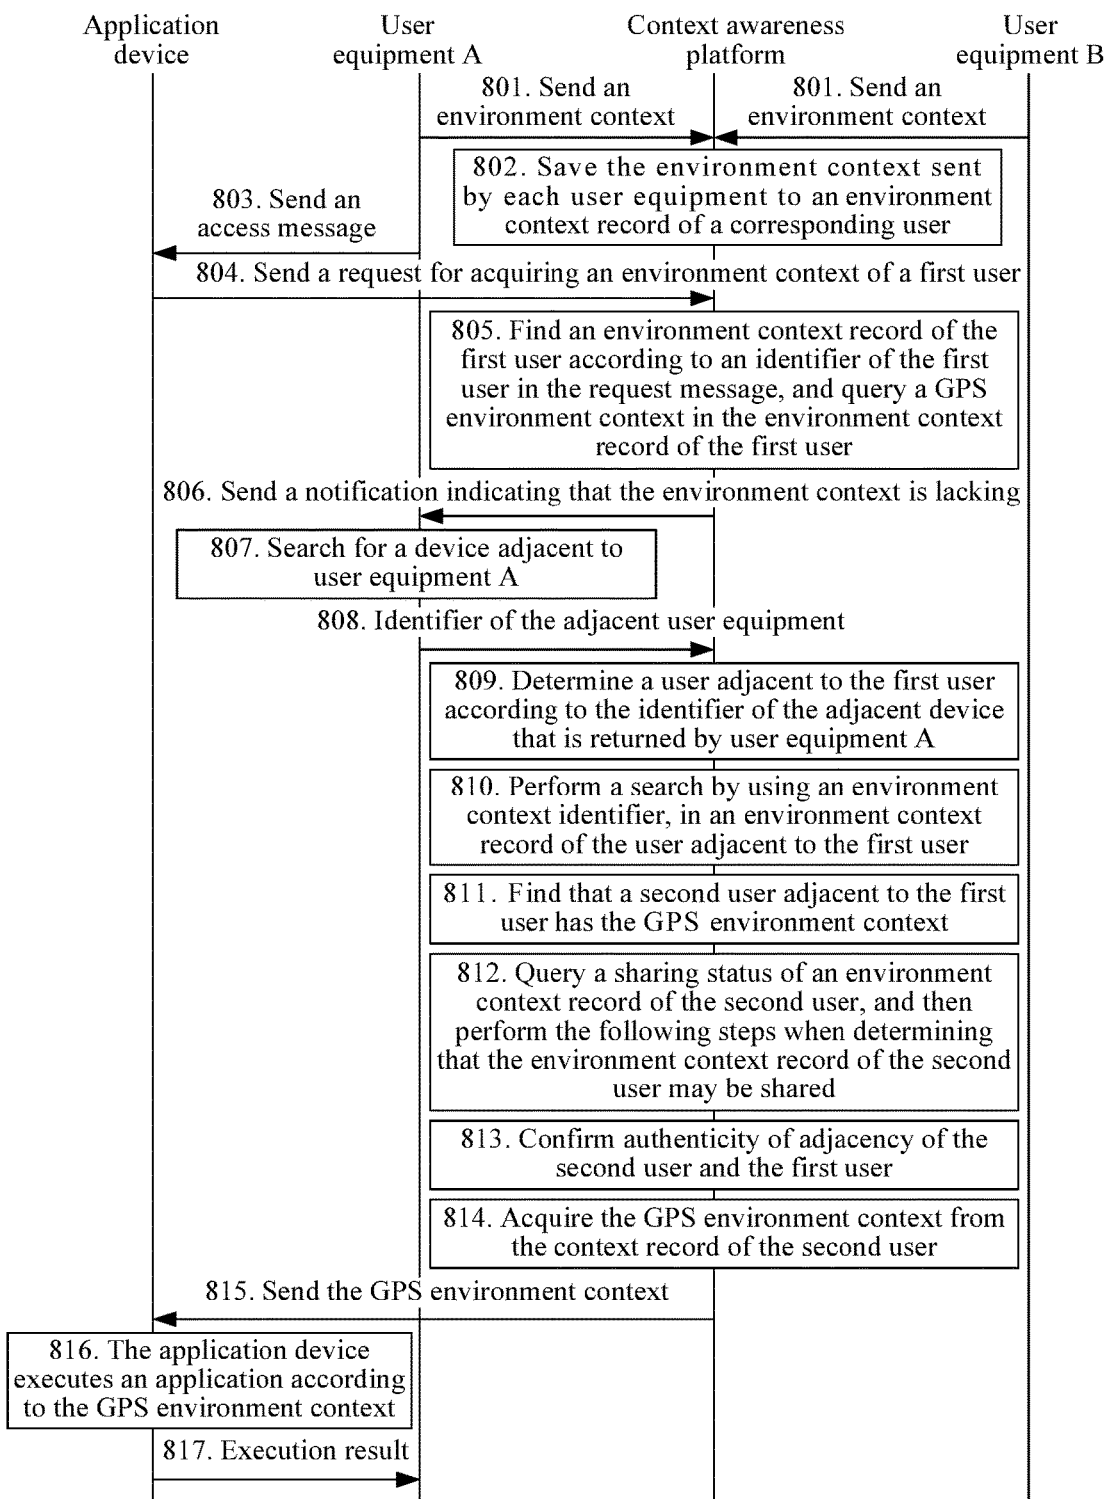 Application device
User equipment A
Context awareness platform
User equipment B
801. Send an
environment context
801. Send an
environment context
802. Save the environment context sent
by each user equipment to an environment
context record of a corresponding user
803. Send an
access message
804. Send a request for acquiring an environment context of a first user
805. Find an environment context record of the
first user according to an identifier of the first
user in the request message, and query a GPS
environment context in the environment context
record of the first user
806. Send a notification indicating that the environment context is lacking
807. Search for a device adjacent to
user equipment A
808. Identifier of the adjacent user equipment
809. Determine a user adjacent to the first user
according to the identifier of the adjacent device
that is returned by user equipment A
810. Perform a search by using an environment
context identifier, in an environment context
record of the user adjacent to the first user
811. Find that a second user adjacent to the first
user has the GPS environment context
812. Query a sharing status of an environment
context record of the second user, and then
perform the following steps when determining
that the environment context record of the second
user may be shared
813. Confirm authenticity of adjacency of the
second user and the first user
814. Acquire the GPS environment context from
the context record of the second user
815. Send the GPS environment context
816. The application device
executes an application according
to the GPS environment context
817. Execution result